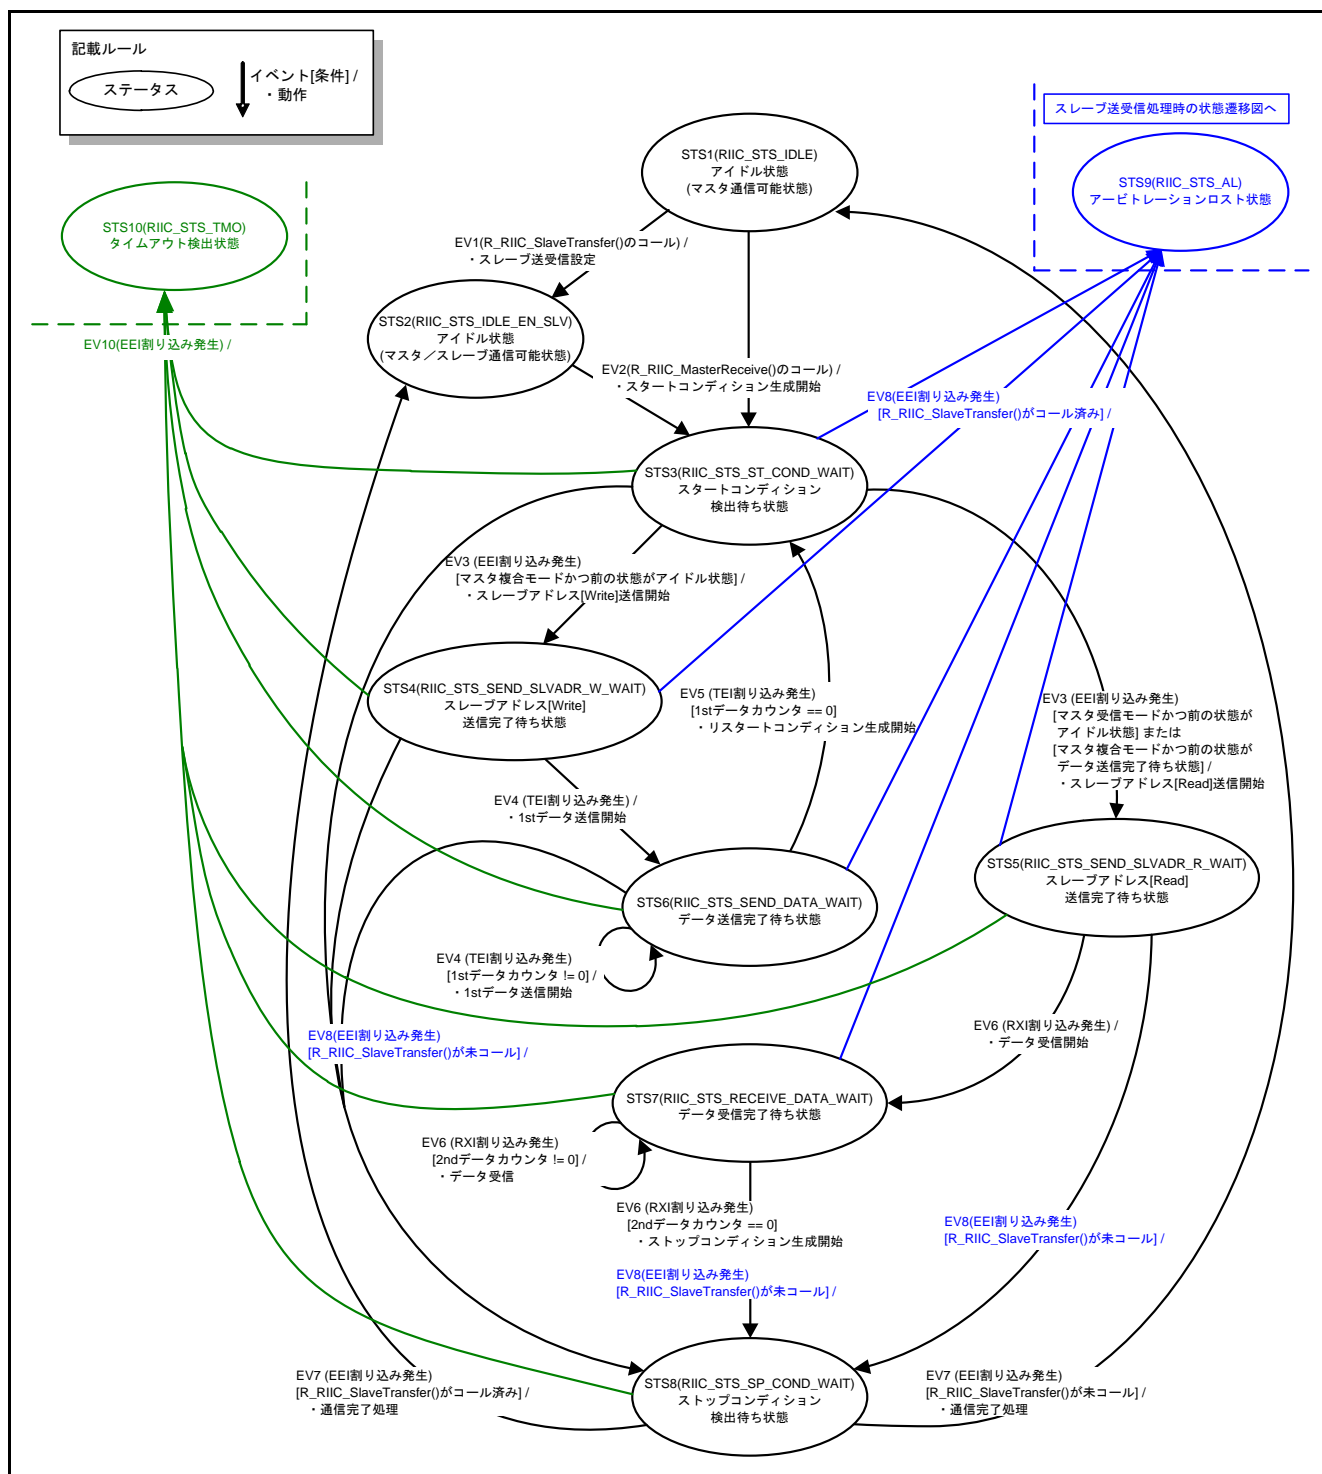 記載ルール
ステータス
イベント[条件] /
・動作
スレーブ送受信処理時の状態遷移図へ
STS1(RIIC_STS_IDLE)
アイドル状態
(マスタ通信可能状態)
STS9(RIIC_STS_AL)
アービトレーションロスト状態
STS10(RIIC_STS_TMO)
タイムアウト検出状態
EV1(R_RIIC_SlaveTransfer()のコール) /
・スレーブ送受信設定
STS2(RIIC_STS_IDLE_EN_SLV)
アイドル状態
(マスタ／スレーブ通信可能状態)
EV10(EEI割り込み発生) /
EV2(R_RIIC_MasterReceive()のコール) /
・スタートコンディション生成開始
EV8(EEI割り込み発生)
[R_RIIC_SlaveTransfer()がコール済み] /
STS3(RIIC_STS_ST_COND_WAIT)
スタートコンディション
検出待ち状態
EV3 (EEI割り込み発生)
[マスタ複合モードかつ前の状態がアイドル状態] /
・スレーブアドレス[Write]送信開始
STS4(RIIC_STS_SEND_SLVADR_W_WAIT)
スレーブアドレス[Write]
送信完了待ち状態
EV5 (TEI割り込み発生)
[1stデータカウンタ == 0]
・リスタートコンディション生成開始
EV3 (EEI割り込み発生)
[マスタ受信モードかつ前の状態が
アイドル状態] または
[マスタ複合モードかつ前の状態が
データ送信完了待ち状態] /
・スレーブアドレス[Read]送信開始
EV4 (TEI割り込み発生) /
・1stデータ送信開始
STS5(RIIC_STS_SEND_SLVADR_R_WAIT)
スレーブアドレス[Read]
送信完了待ち状態
STS6(RIIC_STS_SEND_DATA_WAIT)
データ送信完了待ち状態
EV4 (TEI割り込み発生)
[1stデータカウンタ != 0] /
・1stデータ送信開始
EV8(EEI割り込み発生)
[R_RIIC_SlaveTransfer()が未コール] /
EV6 (RXI割り込み発生) /
・データ受信開始
STS7(RIIC_STS_RECEIVE_DATA_WAIT)
データ受信完了待ち状態
EV6 (RXI割り込み発生)
[2ndデータカウンタ != 0] /
・データ受信
EV6 (RXI割り込み発生)
[2ndデータカウンタ == 0]
・ストップコンディション生成開始
EV8(EEI割り込み発生)
[R_RIIC_SlaveTransfer()が未コール] /
EV8(EEI割り込み発生)
[R_RIIC_SlaveTransfer()が未コール] /
EV7 (EEI割り込み発生)
[R_RIIC_SlaveTransfer()がコール済み] /
・通信完了処理
STS8(RIIC_STS_SP_COND_WAIT)
ストップコンディション
検出待ち状態
EV7 (EEI割り込み発生)
[R_RIIC_SlaveTransfer()が未コール] /
・通信完了処理